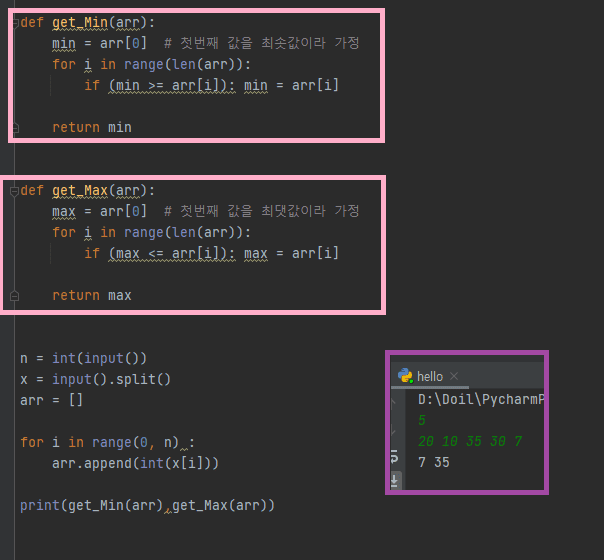 def get_Min(arr):
    min = arr[0]  # 첫번째 값을 최솟값이라 가정
    for i in range(len(arr)):
        if (min >= arr[i]): min = arr[i]
    return min
def get_Max(arr):
    max = arr[0]  # 첫번째 값을 최댓값이라 가정
    for i in range(len(arr)):
        if (max <= arr[i]): max = arr[i]
    return max
n = int(input())
x = input().split()
arr = []
for i in range(0, n) :
    arr.append(int(x[i]))
print(get_Min(arr),get_Max(arr))
hello
D:\Doil\PycharmP
5
20 10 35 30 7
7 35